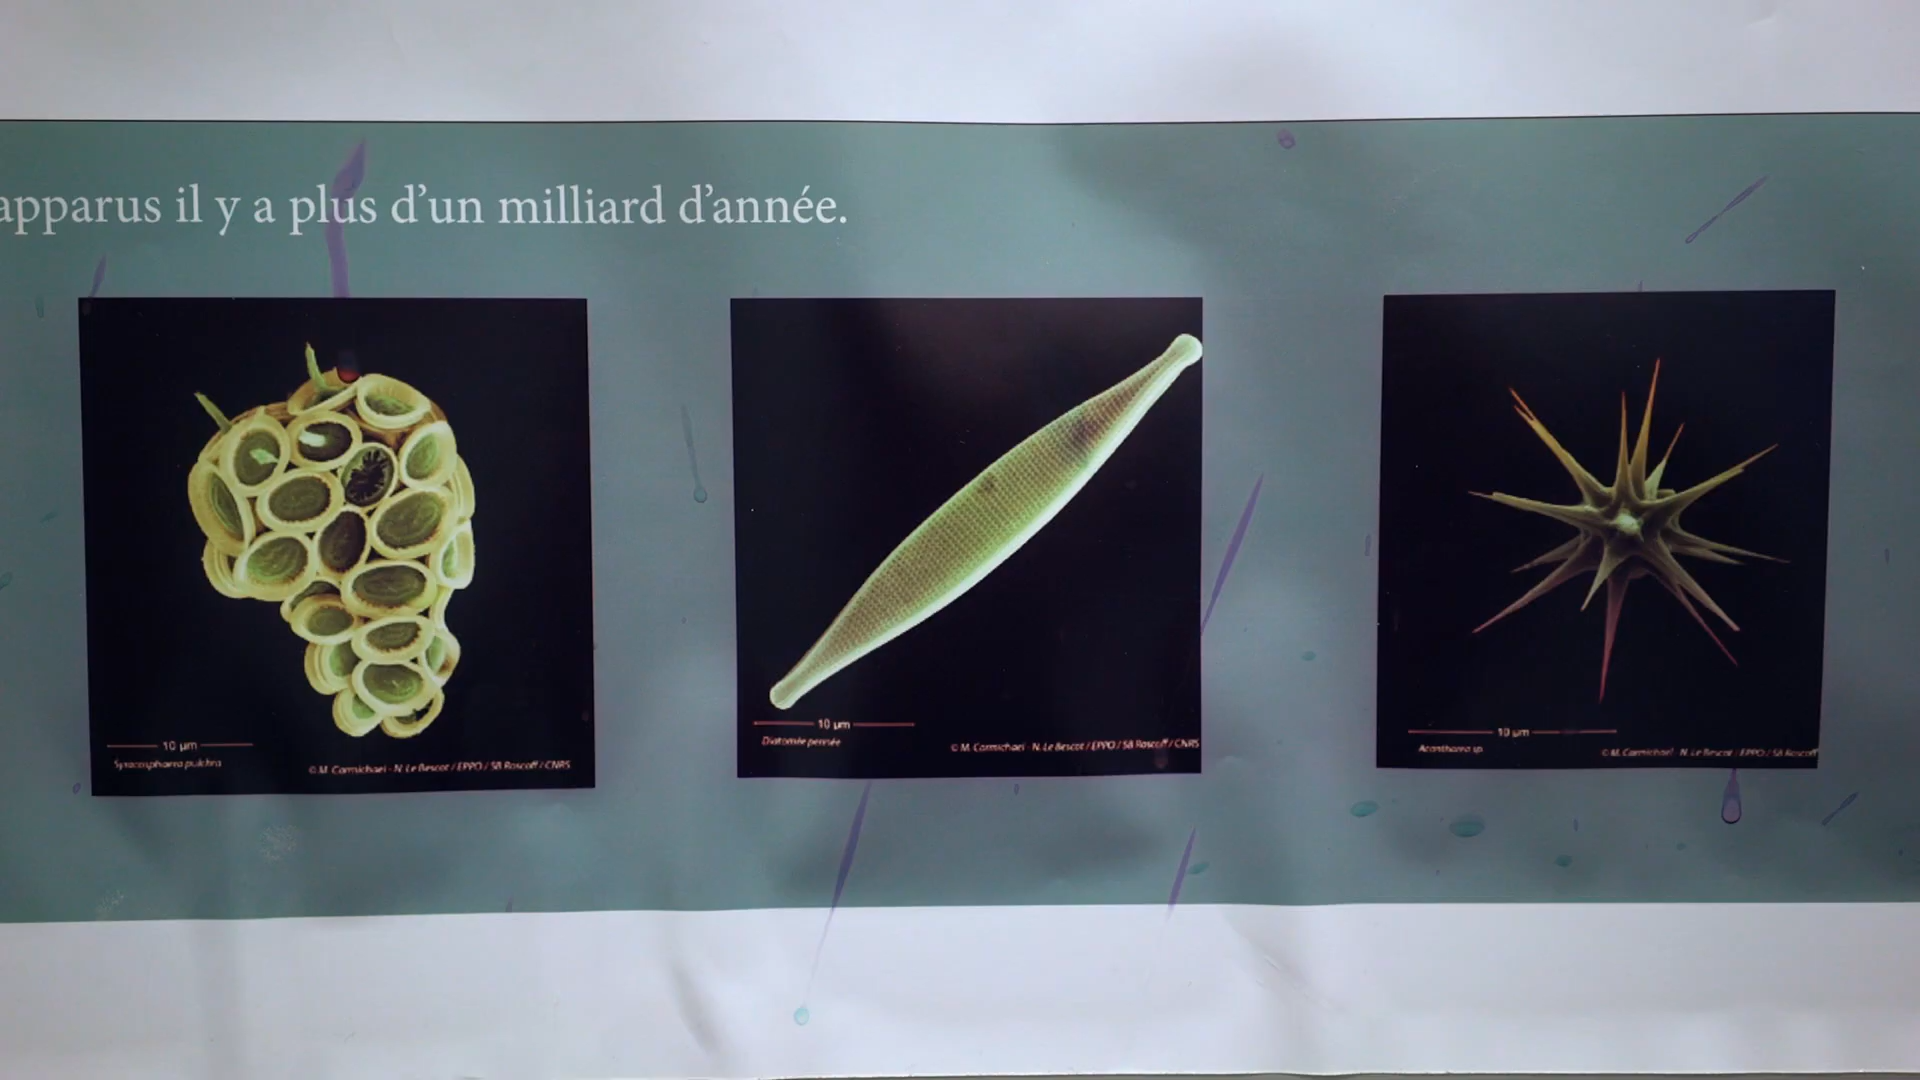 apparus il y a plus d’un milliard d’année.
10 µm
Syracosphaera pulchra
© M. Carmichael - N. Le Bescot / EPPO / SB Roscoff / CNRS
10 µm
Diatomée pennée
© M. Carmichael - N. Le Bescot / EPPO / SB Roscoff / CNRS
10 µm
Acantharea sp
© M. Carmichael - N. Le Bescot / EPPO / SB Roscoff